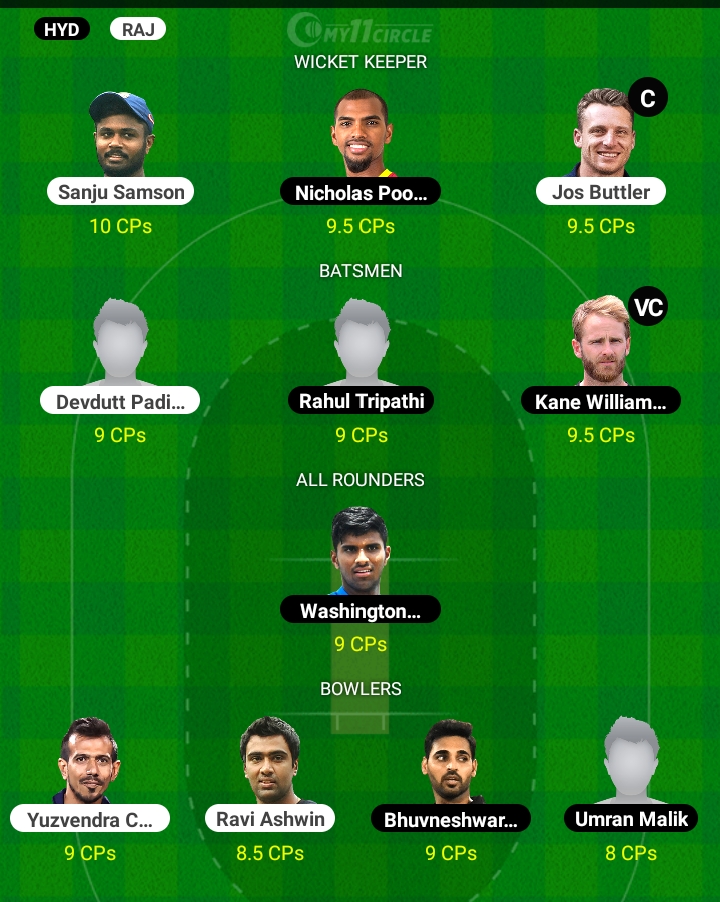 HYD RAJ
MY11CIRCLE
WICKET KEEPER
C
Sanju Samson Nicholas Poo... Jos Buttler
10 CPs 9.5 CPs 9.5 CPs
BATSMEN
VC
Devdutt Padi... Rahul Tripathi Kane William...
9 CPs 9 CPs 9.5 CPs
ALL ROUNDERS
Washington...
9 CPs
BOWLERS
Yuzvendra C... Ravi Ashwin Bhuvneshwar... Umran Malik
9 CPs 8.5 CPs 9 CPs 8 CPs